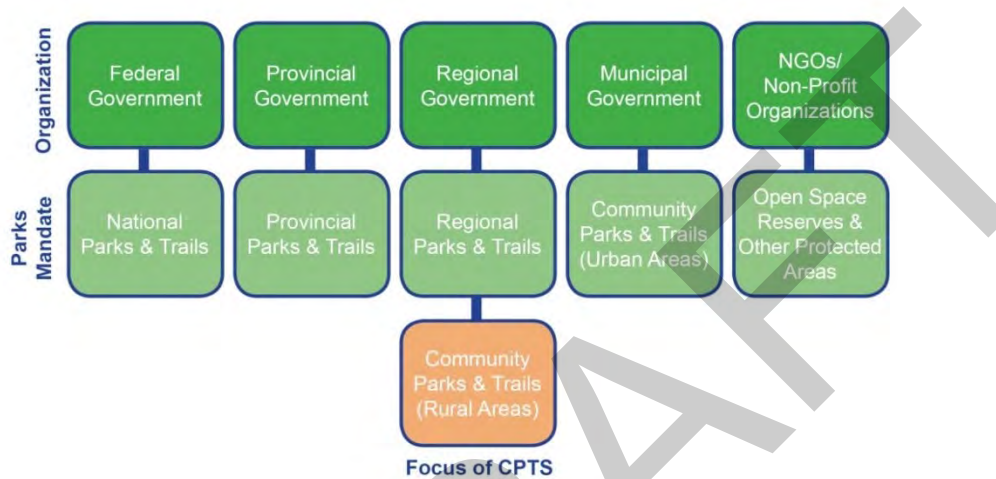 Organization
Federal
Government
Provincial
Government
Regional
Government
Municipal
Government
NGOs/
Non-Profit
Organizations
Parks
Mandate
National
Parks & Trails
Provincial
Parks & Trails
Regional
Parks & Trails
Community
Parks & Trails
(Urban Areas)
Open Space
Reserves &
Other Protected
Areas
Community
Parks & Trails
(Rural Areas)
Focus of CPTS